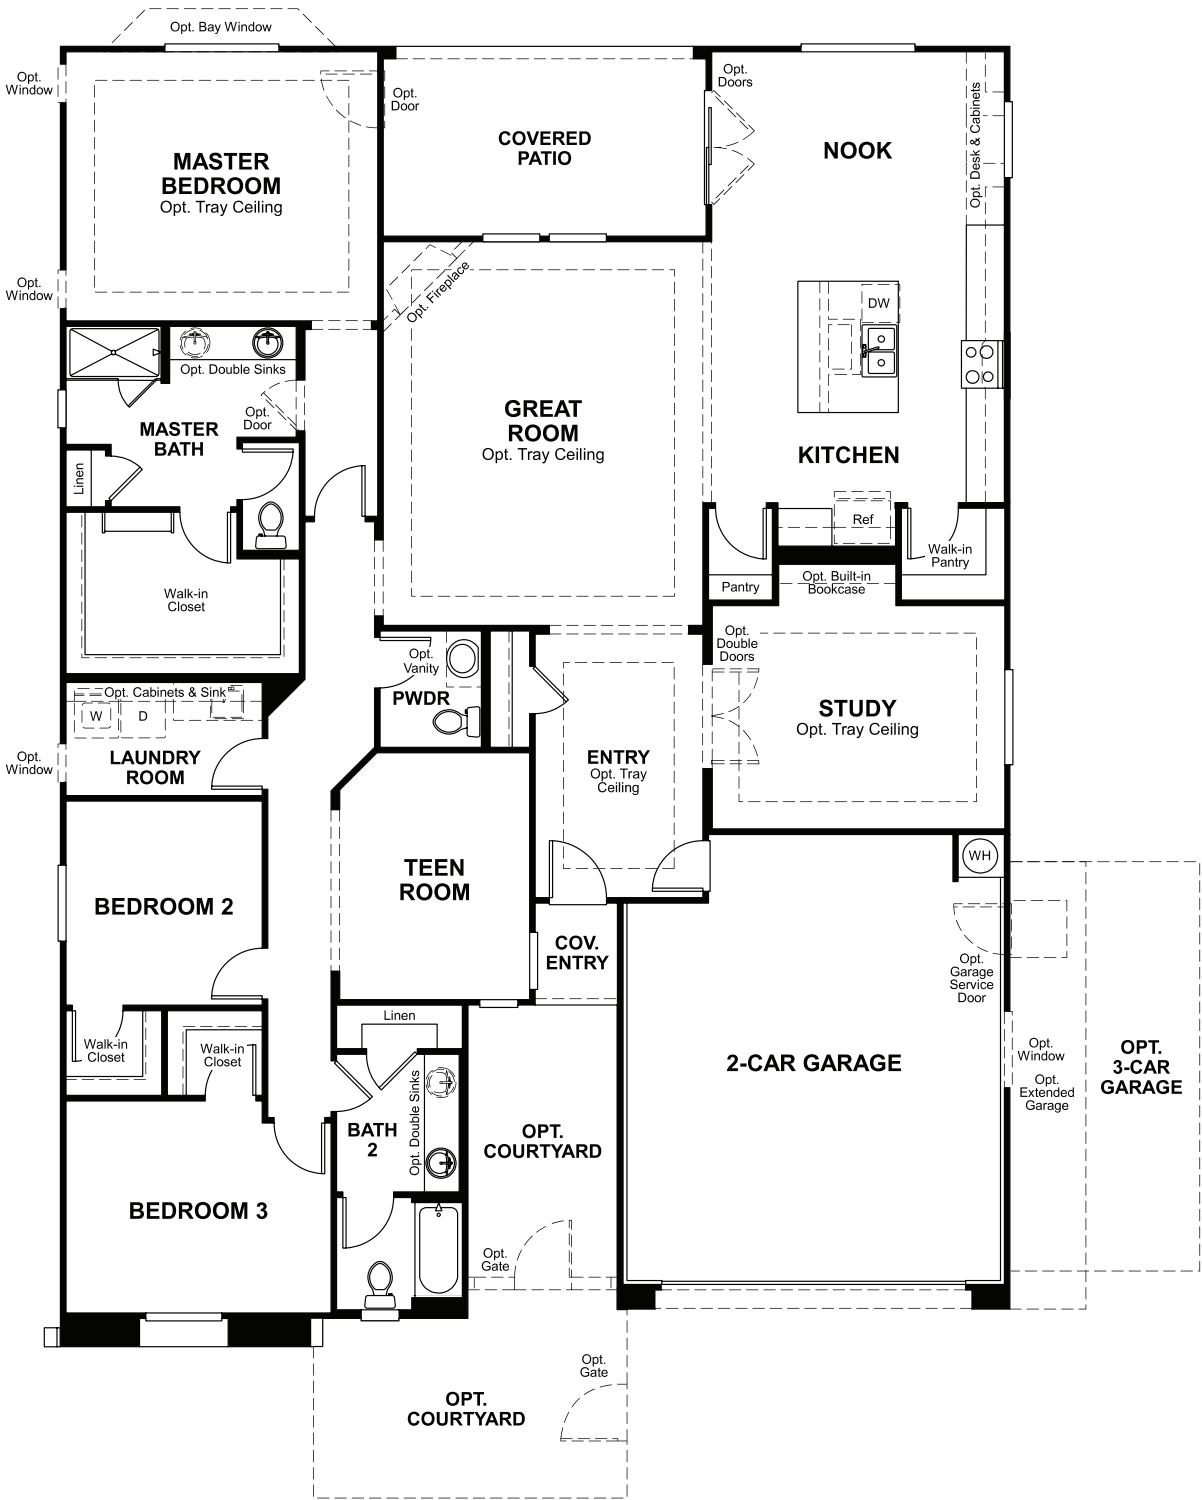 Opt. Bay Window
Opt.
Window
Opt.
Door
Opt.
Doors
MASTER
BEDROOM
Opt. Tray Ceiling
COVERED
PATIO
NOOK
Opt. Desk & Cabinets
Opt.
Window
Opt. Fireplace
DW
Opt. Double Sinks
Opt.
Door
MASTER
BATH
GREAT
ROOM
Opt. Tray Ceiling
KITCHEN
Linen
Ref
Walk-in
Pantry
Walk-in
Closet
Pantry
Opt. Built-in
Bookcase
Opt.
Vanity
PWDR
Opt.
Double
Doors
Opt. Cabinets & Sink
W
D
STUDY
Opt. Tray Ceiling
Opt.
Window
LAUNDRY
ROOM
ENTRY
Opt. Tray
Ceiling
TEEN
ROOM
WH
BEDROOM 2
COV.
ENTRY
Opt.
Garage
Service
Door
Linen
Walk-in
Closet
Walk-in
Closet
2-CAR GARAGE
Opt.
Window
Opt.
Extended
Garage
OPT.
3-CAR
GARAGE
Opt. Double Sinks
BATH
2
OPT.
COURTYARD
BEDROOM 3
Opt.
Gate
Opt.
Gate
OPT.
COURTYARD